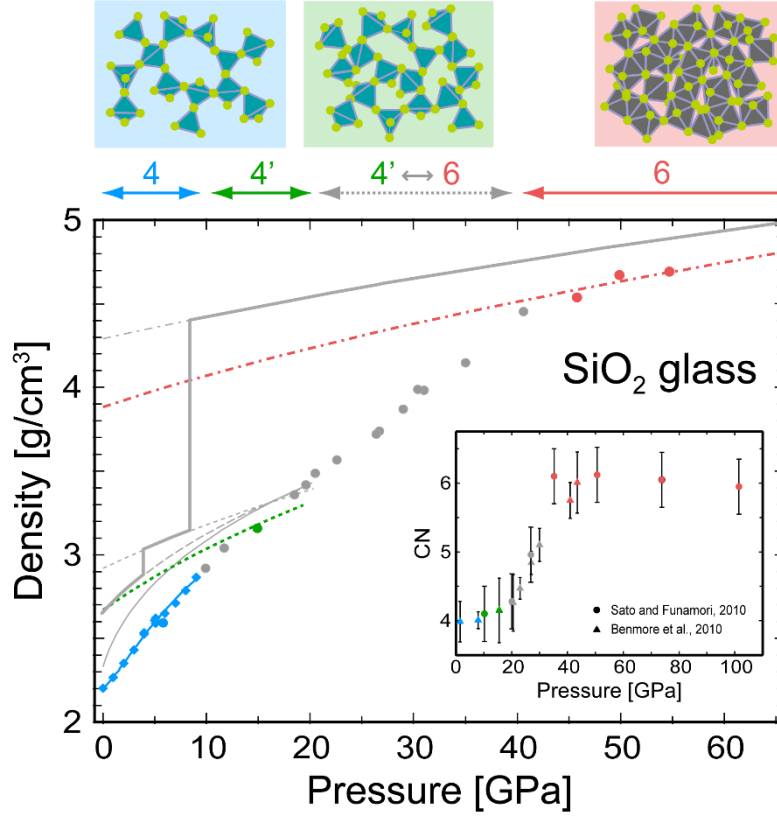 4 4’ 4’ ↔ 6 6
5
4
3
2
Density [g/cm³]
SiO₂ glass
6
5
4
CN
Sato and Funamori, 2010
Benmore et al., 2010
0 20 40 60 80 100
Pressure [GPa]
0 10 20 30 40 50 60
Pressure [GPa]